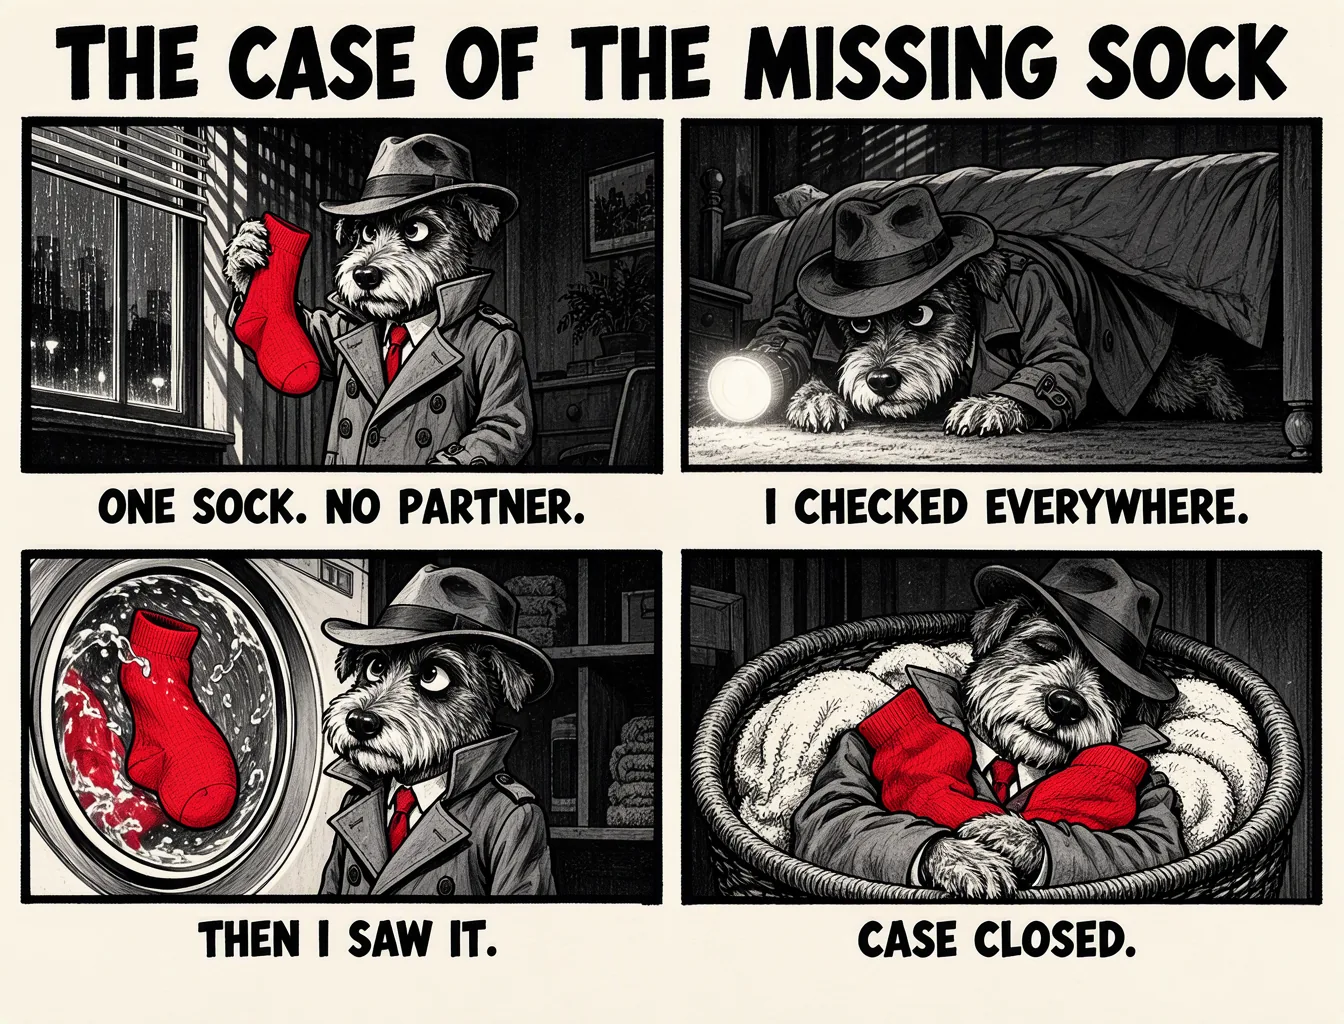 THE CASE OF THE MISSING SOCK
ONE SOCK. NO PARTNER.
I CHECKED EVERYWHERE.
THEN I SAW IT.
CASE CLOSED.